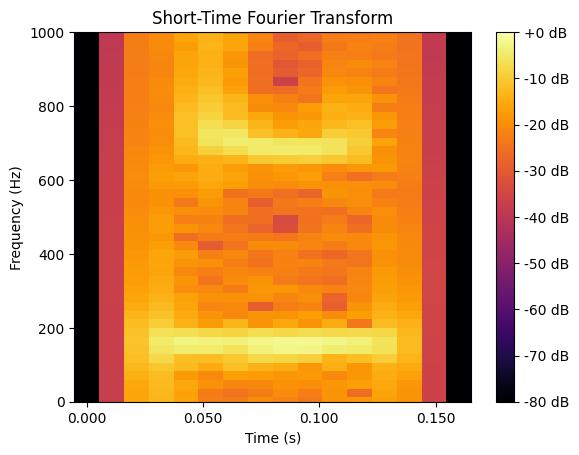 Short-Time Fourier Transform
1000
800
600
400
200
0
Frequency (Hz)
0.000
0.050
0.100
0.150
Time (s)
+0 dB
-10 dB
-20 dB
-30 dB
-40 dB
-50 dB
-60 dB
-70 dB
-80 dB